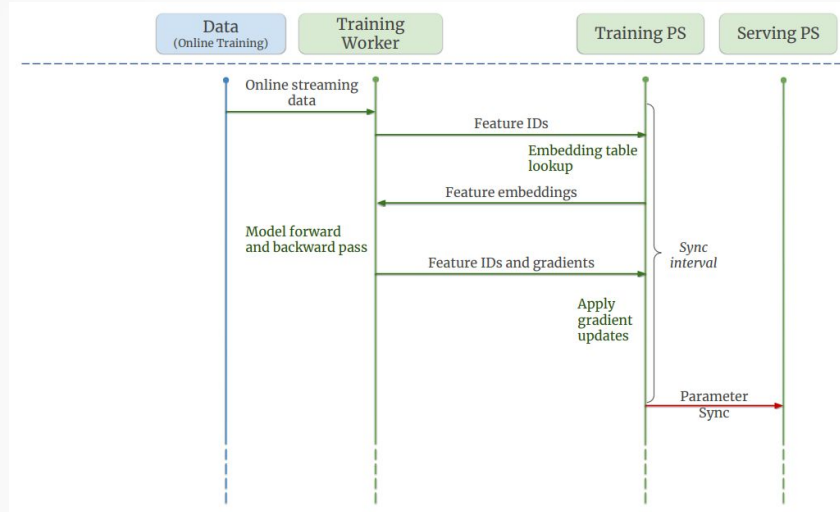 Data
(Online Training)
Training
Worker
Training PS
Serving PS
Online streaming
data
Feature IDs
Embedding table
lookup
Feature embeddings
Model forward
and backward pass
Sync
interval
Feature IDs and gradients
Apply
gradient
updates
Parameter
Sync